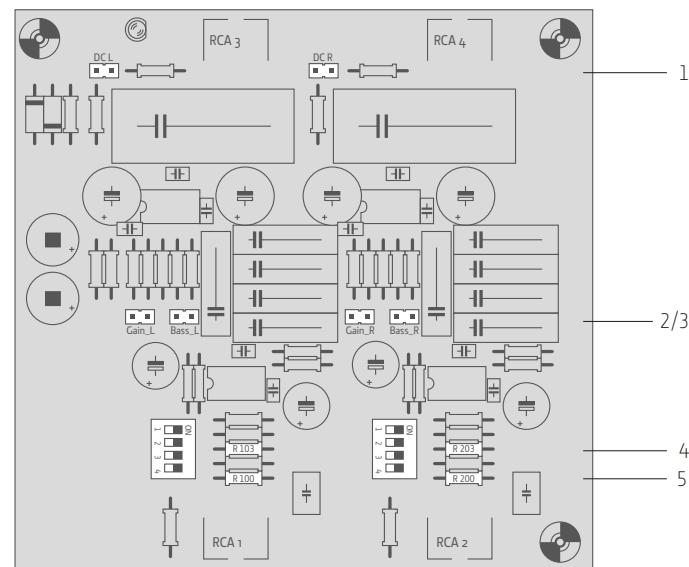 RCA 3
RCA 4
DC L
DC R
1
+
+
+
+
+
+
Gain_L
Bass_L
Gain_R
Bass_R
2/3
+
+
+
+
ON
1
2
3
4
ON
1
2
3
4
R 103
R 203
4
R 100
R 200
5
RCA 1
RCA 2